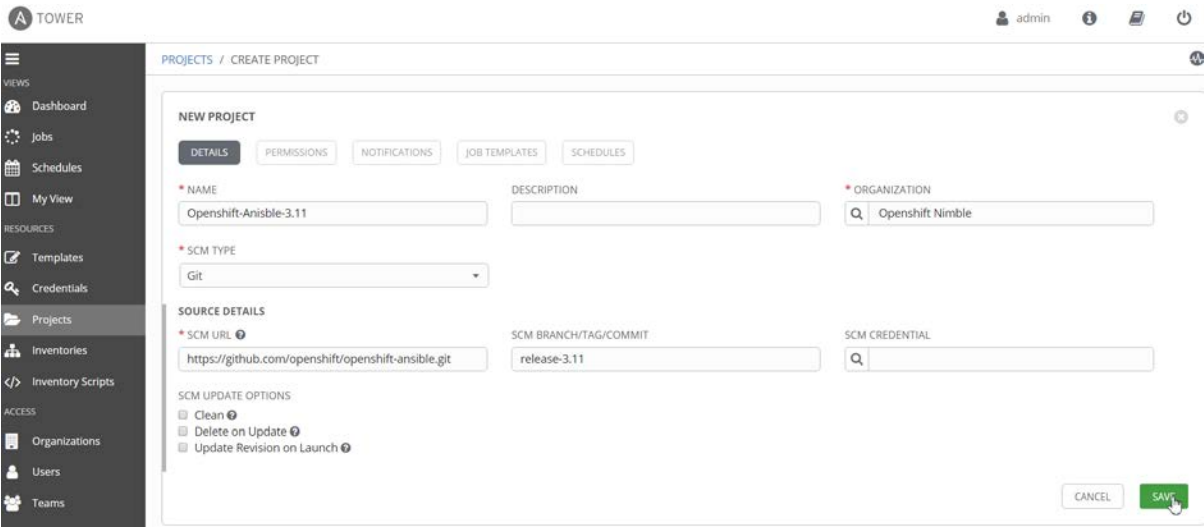 A TOWER
admin
PROJECTS / CREATE PROJECT
VIEWS
Dashboard
Jobs
Schedules
My View
RESOURCES
Templates
Credentials
Projects
Inventories
Inventory Scripts
ACCESS
Organizations
Users
Teams
NEW PROJECT
DETAILS PERMISSIONS NOTIFICATIONS JOB TEMPLATES SCHEDULES
* NAME DESCRIPTION * ORGANIZATION
Openshift-Anisble-3.11 Openshift Nimble
* SCM TYPE
Git
SOURCE DETAILS
* SCM URL SCM BRANCH/TAG/COMMIT SCM CREDENTIAL
https://github.com/openshift/openshift-ansible.git release-3.11
SCM UPDATE OPTIONS
Clean
Delete on Update
Update Revision on Launch
CANCEL SAVE